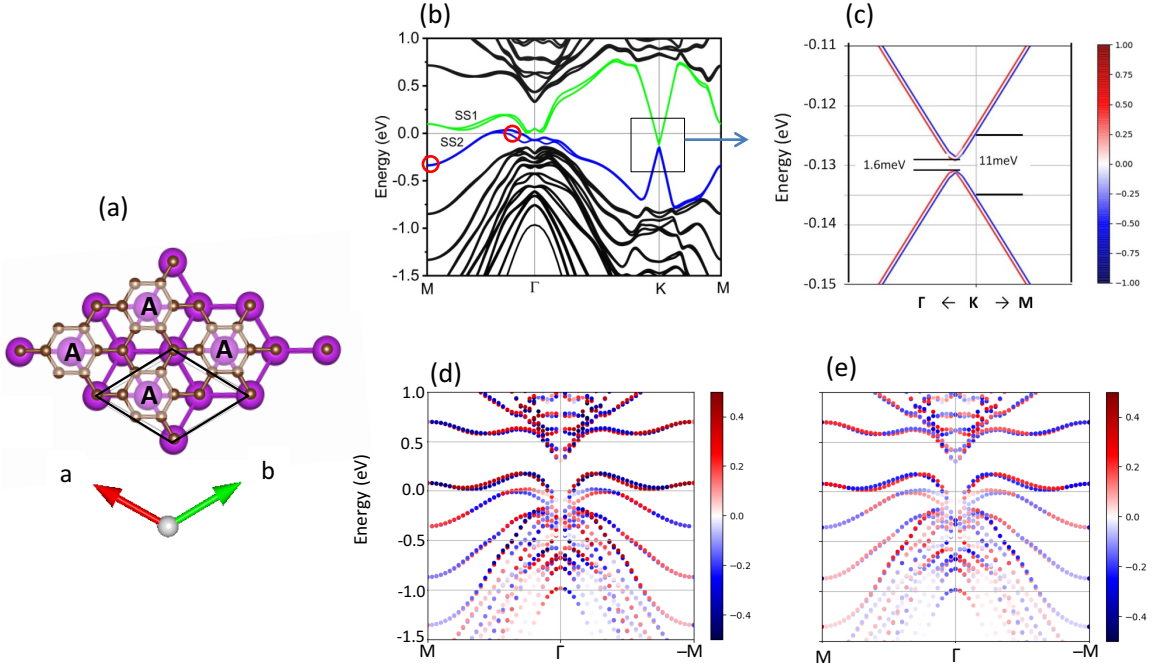 (a)
A
A
A
A
a
b
(b)
1.0
0.5
0.0
-0.5
-1.0
-1.5
Energy (eV)
SS1
SS2
M
Γ
K
M
(c)
-0.11
-0.12
-0.13
-0.14
-0.15
Energy (eV)
1.6meV
11meV
Γ ← K → M
1.00
0.75
0.50
0.25
0.00
−0.25
−0.50
−0.75
−1.00
(d)
1.0
0.5
0.0
-0.5
-1.0
-1.5
Energy (eV)
M
Γ
−M
0.4
0.2
0.0
−0.2
−0.4
(e)
M
Γ
−M
0.4
0.2
0.0
−0.2
−0.4